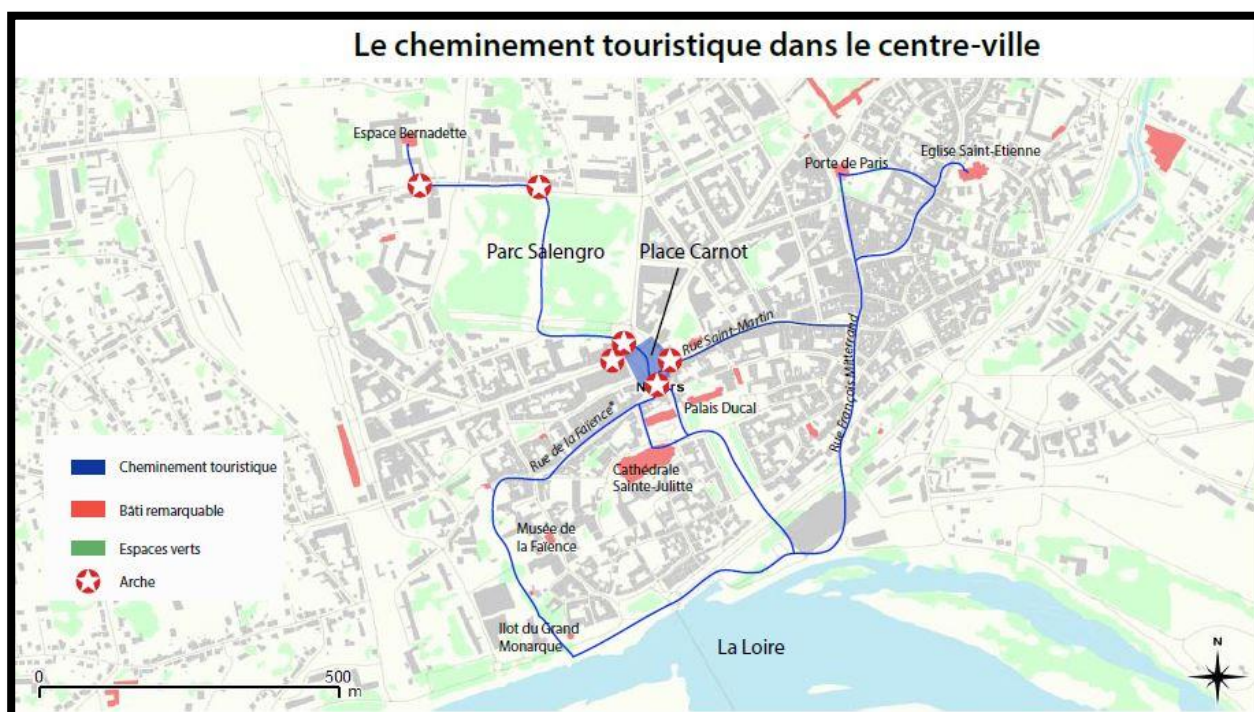 Le cheminement touristique dans le centre-ville
Espace Bernadette
Porte de Paris
Eglise Saint-Etienne
Parc Salengro
Place Carnot
Rue Saint-Martin
Rue François Mitterrand
Palais Ducal
Rue de la Faïence*
Cathédrale
Sainte-Julitte
Musée de
la Faïence
Ilot du Grand
Monarque
La Loire
Cheminement touristique
Bâti remarquable
Espaces verts
Arche
0
500
m
N